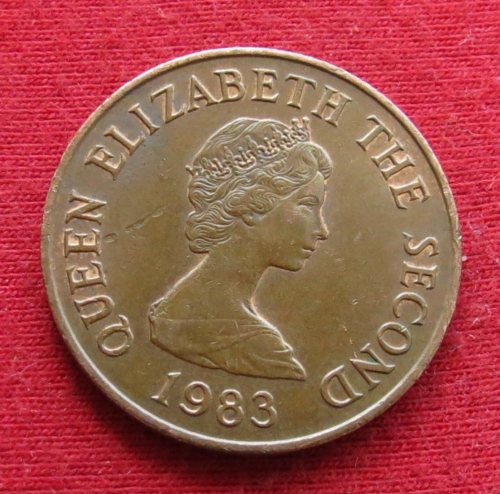 QUEEN ELIZABETH THE SECOND
1983